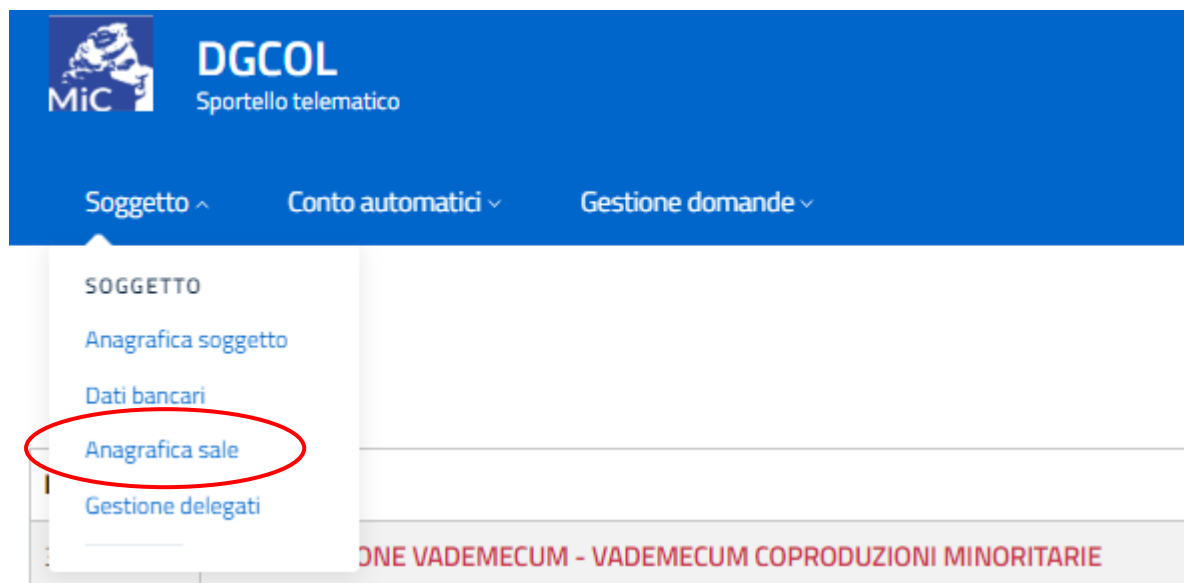 MiC
DGCOL
Sportello telematico
Soggetto Conto automatici Gestione domande
SOGGETTO
Anagrafica soggetto
Dati bancari
Anagrafica sale
Gestione delegati
VADEMECUM - VADEMECUM COPRODUZIONI MINORITARIE